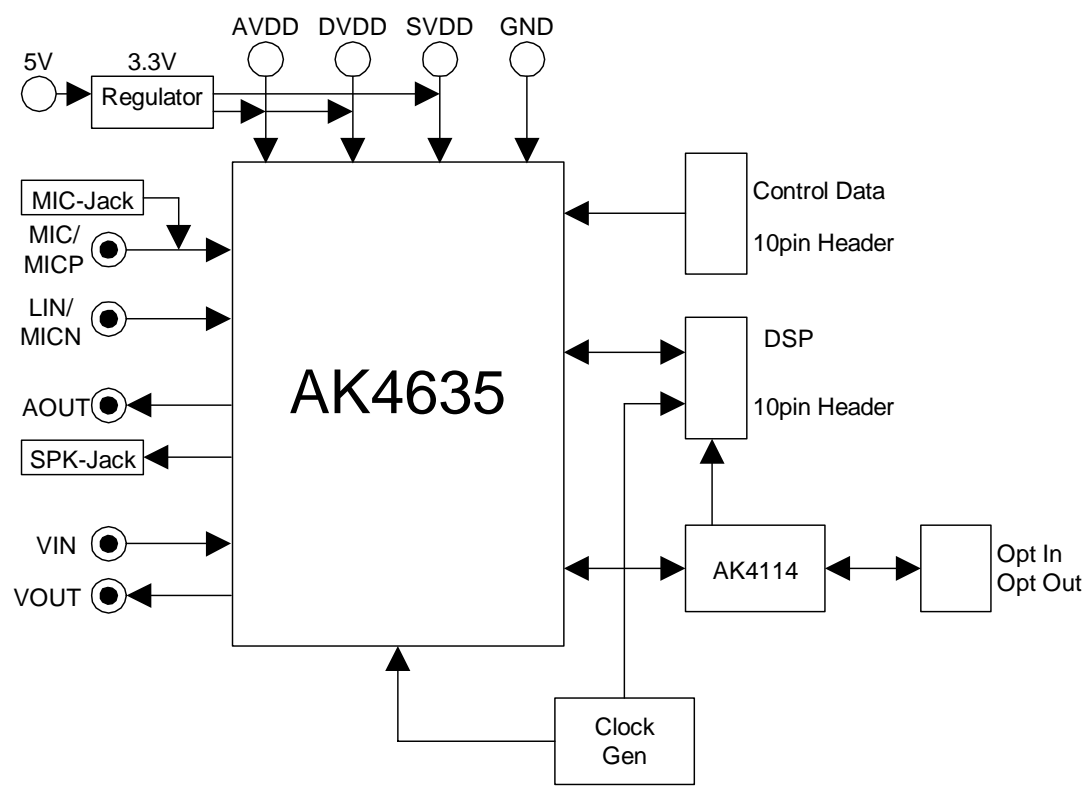 AVDD DVDD SVDD GND
5V
3.3V
Regulator
MIC-Jack
MIC/
MICP
LIN/
MICN
AOUT
SPK-Jack
VIN
VOUT
AK4635
Control Data
10pin Header
DSP
10pin Header
AK4114
Opt In
Opt Out
Clock
Gen